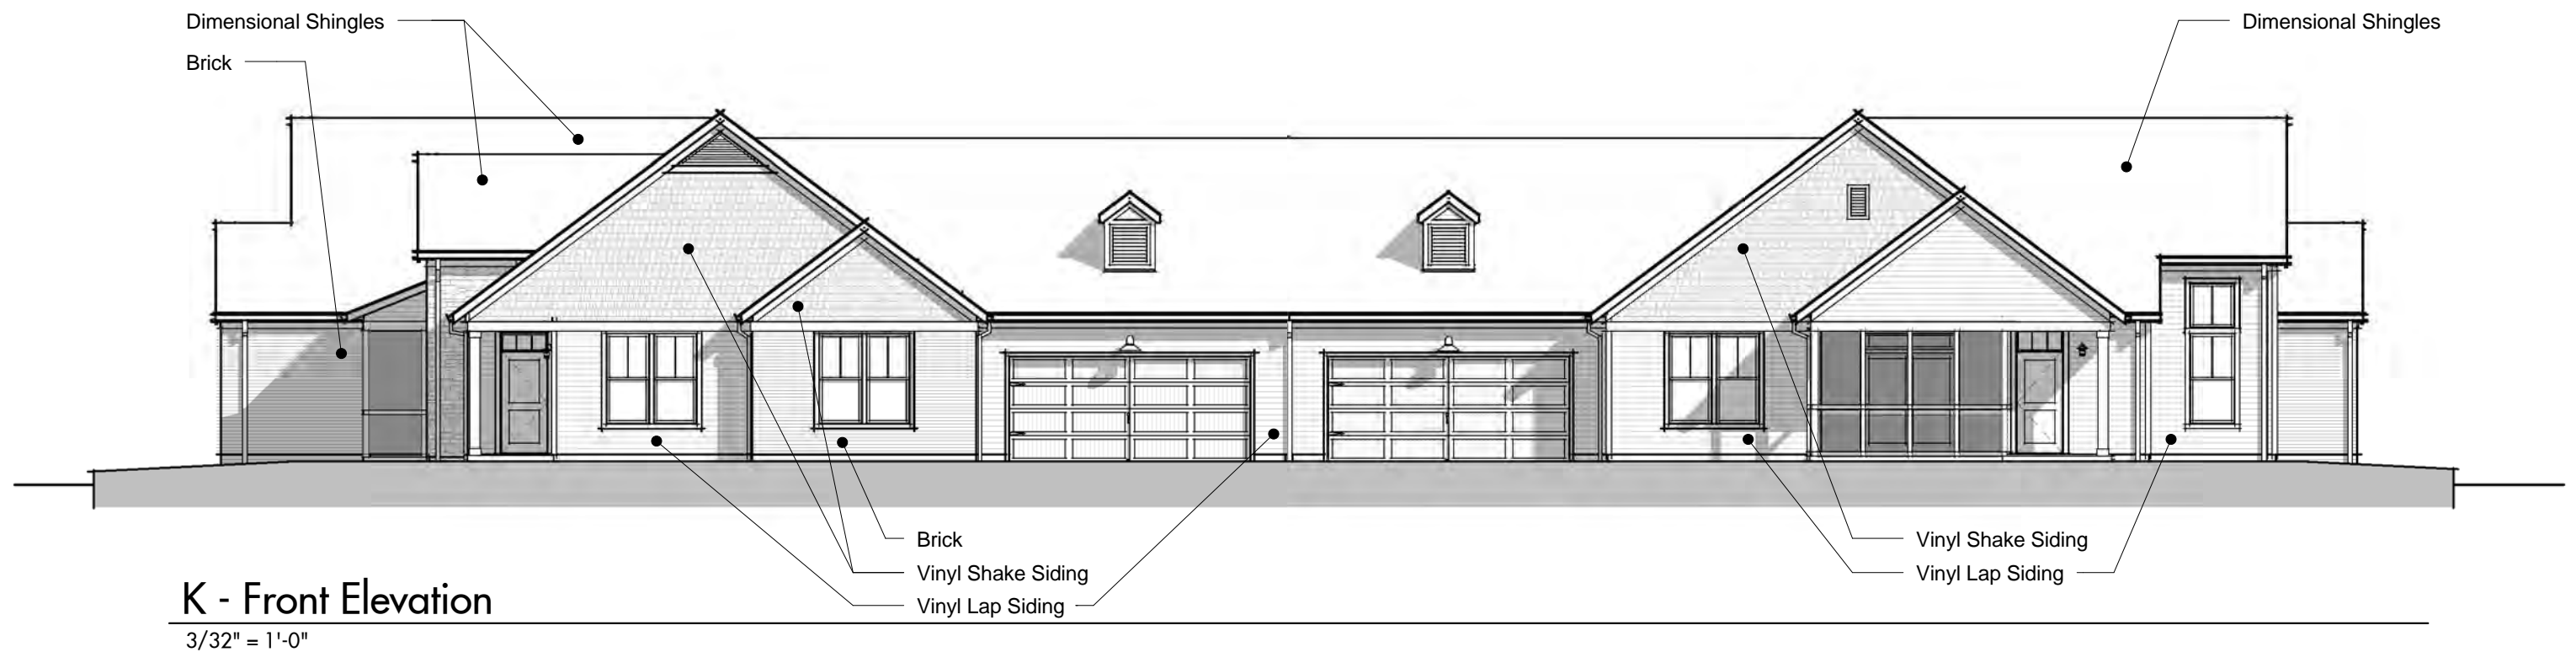 Dimensional Shingles
Dimensional Shingles
Brick
Brick
Vinyl Shake Siding
Vinyl Shake Siding
Vinyl Lap Siding
Vinyl Lap Siding
K - Front Elevation
3/32" = 1'-0"